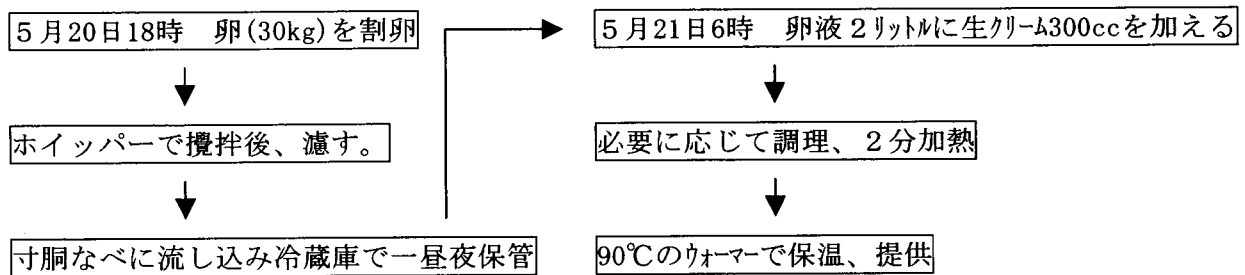 ５月20日18時　卵(30kg)を割卵
ホイッパーで攪拌後、濾す。
寸胴なべに流し込み冷蔵庫で一昼夜保管
５月21日6時　卵液２ﾘｯﾄﾙに生ｸﾘｰﾑ300ccを加える
必要に応じて調理、２分加熱
90℃のｳｫｰﾏｰで保温、提供